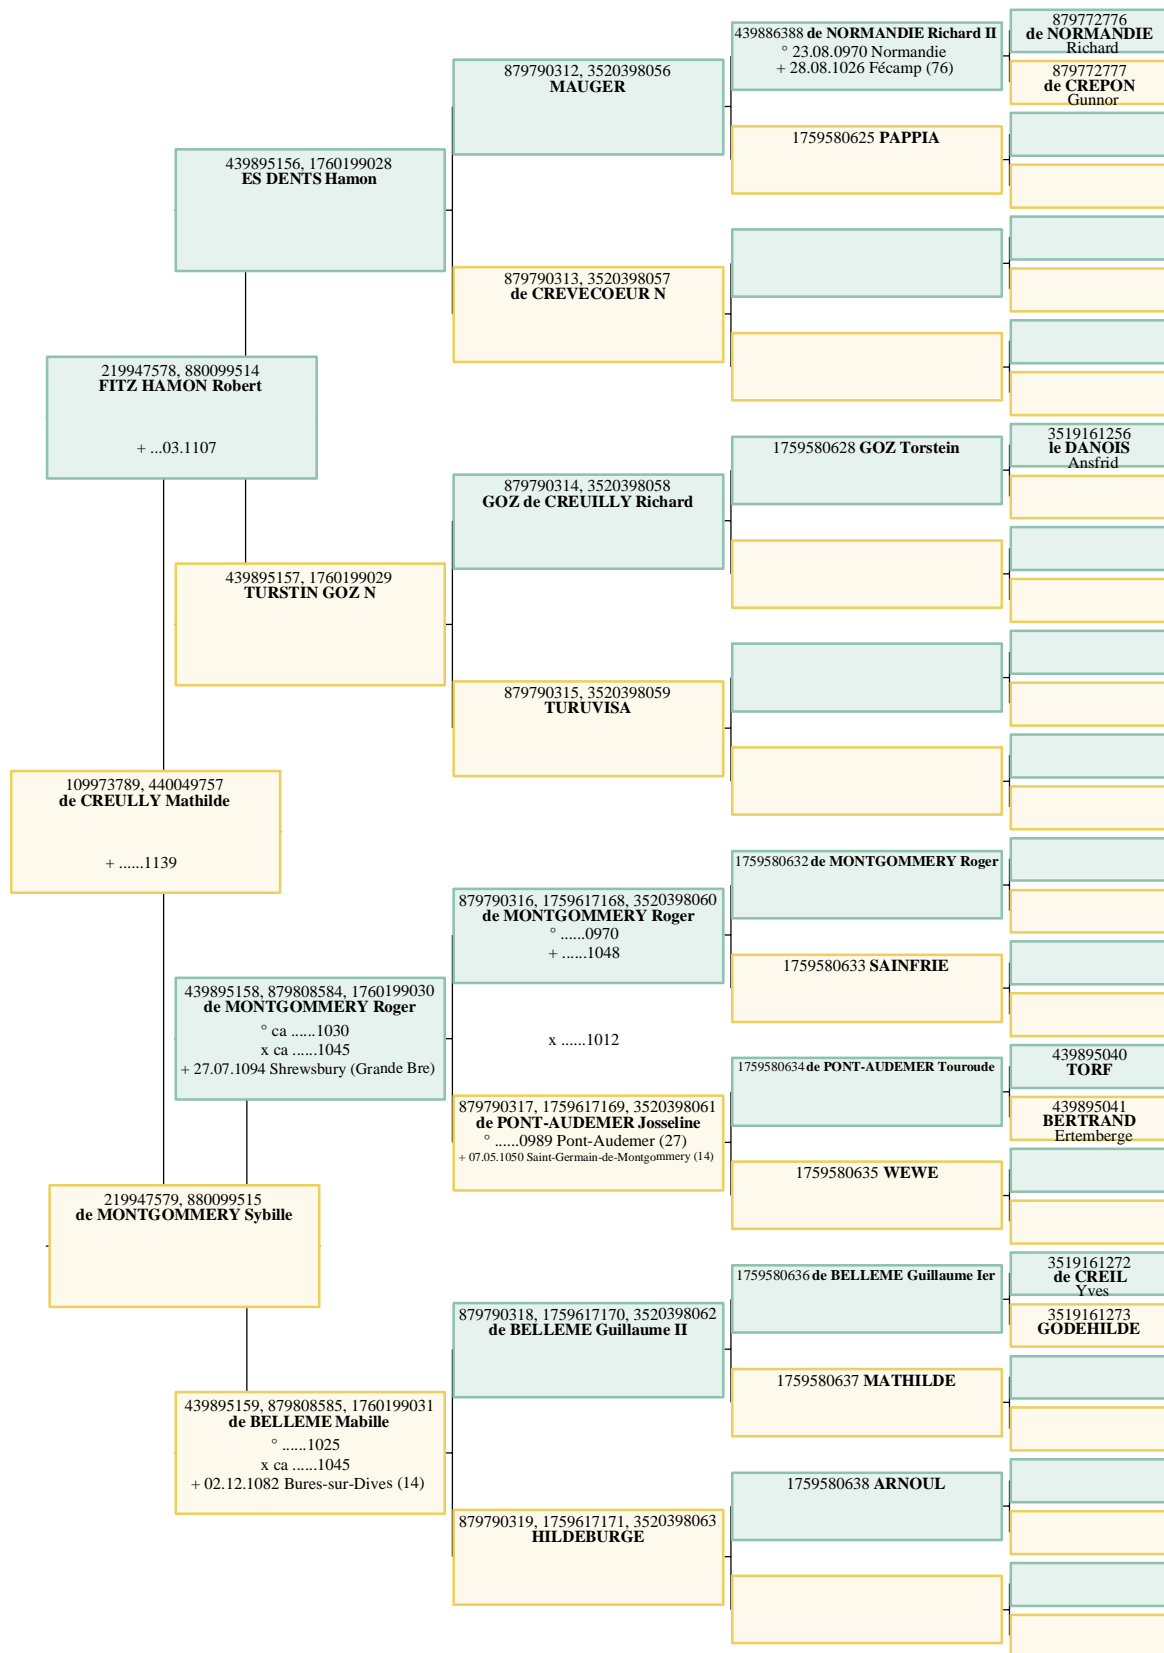 109973789, 440049757
de CREULLY Mathilde
+ ......1139
219947578, 880099514
FITZ HAMON Robert
+ ...03.1107
219947579, 880099515
de MONTGOMMERY Sybille
439895156, 1760199028
ES DENTS Hamon
439895157, 1760199029
TURSTIN GOZ N
439895158, 879808584, 1760199030
de MONTGOMMERY Roger
° ca ......1030
x ca ......1045
+ 27.07.1094 Shrewsbury (Grande Bre)
439895159, 879808585, 1760199031
de BELLEME Mabille
° ......1025
x ca ......1045
+ 02.12.1082 Bures-sur-Dives (14)
879790312, 3520398056
MAUGER
879790313, 3520398057
de CREVECOEUR N
879790314, 3520398058
GOZ de CREUILLY Richard
879790315, 3520398059
TURUVISA
879790316, 1759617168, 3520398060
de MONTGOMMERY Roger
° ......0970
+ ......1048
x ......1012
879790317, 1759617169, 3520398061
de PONT-AUDEMER Josseline
° ......0989 Pont-Audemer (27)
+ 07.05.1050 Saint-Germain-de-Montgommery (14)
879790318, 1759617170, 3520398062
de BELLEME Guillaume II
879790319, 1759617171, 3520398063
HILDEBURGE
439886388 de NORMANDIE Richard II
° 23.08.0970 Normandie
+ 28.08.1026 Fécamp (76)
1759580625 PAPPIA
1759580628 GOZ Torstein
1759580632 de MONTGOMMERY Roger
1759580633 SAINFRIE
1759580634 de PONT-AUDEMER Touroude
1759580635 WEWE
1759580636 de BELLEME Guillaume Ier
1759580637 MATHILDE
1759580638 ARNOUL
879772776
de NORMANDIE
Richard
879772777
de CREPON
Gunnor
3519161256
le DANOIS
Ansfrid
439895040
TORF
439895041
BERTRAND
Ertemberge
3519161272
de CREIL
Yves
3519161273
GODEHILDE